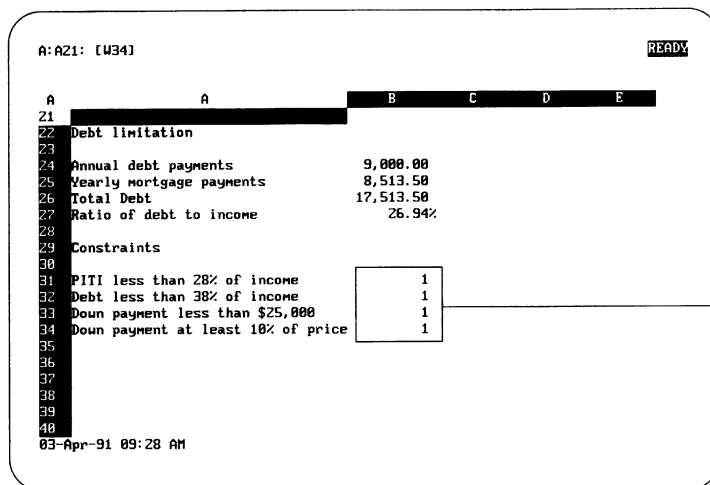 A:A21: [W34] READY
A A B C D E
21
22 Debt limitation
23
24 Annual debt payments 9,000.00
25 Yearly mortgage payments 8,513.50
26 Total Debt 17,513.50
27 Ratio of debt to income 26.94%
28
29 Constraints
30
31 PITI less than 28% of income 1
32 Debt less than 38% of income 1
33 Down payment less than $25,000 1
34 Down payment at least 10% of price 1
35
36
37
38
39
40
03-Apr-91 09:28 AM